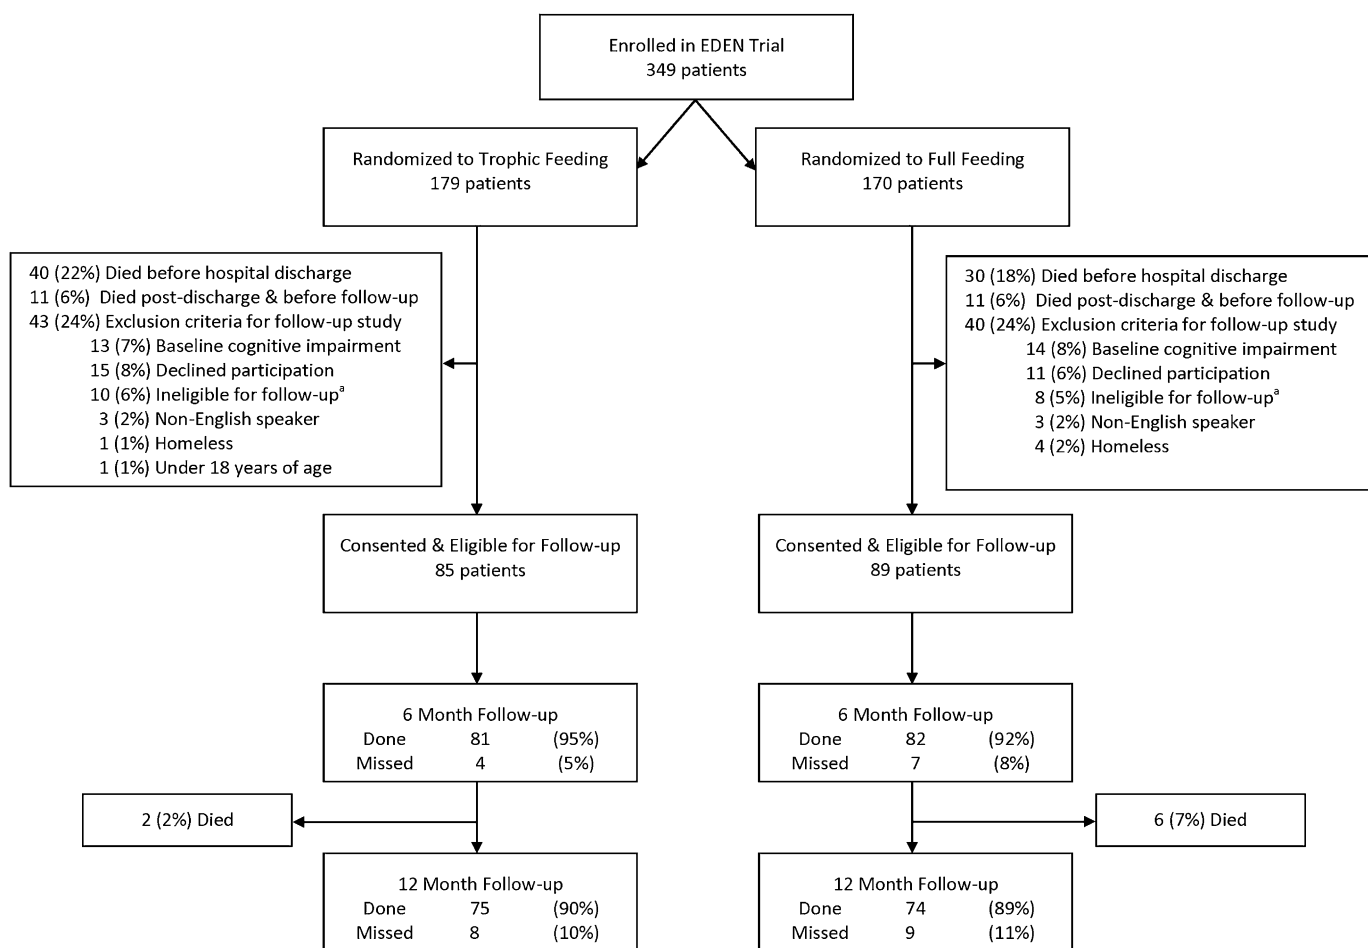 Enrolled in EDEN Trial
349 patients
Randomized to Trophic Feeding
179 patients
Randomized to Full Feeding
170 patients
40 (22%) Died before hospital discharge
11 (6%) Died post-discharge & before follow-up
43 (24%) Exclusion criteria for follow-up study
13 (7%) Baseline cognitive impairment
15 (8%) Declined participation
10 (6%) Ineligible for follow-upᵃ
3 (2%) Non-English speaker
1 (1%) Homeless
1 (1%) Under 18 years of age
30 (18%) Died before hospital discharge
11 (6%) Died post-discharge & before follow-up
40 (24%) Exclusion criteria for follow-up study
14 (8%) Baseline cognitive impairment
11 (6%) Declined participation
8 (5%) Ineligible for follow-upᵃ
3 (2%) Non-English speaker
4 (2%) Homeless
Consented & Eligible for Follow-up
85 patients
Consented & Eligible for Follow-up
89 patients
6 Month Follow-up
Done 81 (95%)
Missed 4 (5%)
6 Month Follow-up
Done 82 (92%)
Missed 7 (8%)
2 (2%) Died
6 (7%) Died
12 Month Follow-up
Done 75 (90%)
Missed 8 (10%)
12 Month Follow-up
Done 74 (89%)
Missed 9 (11%)